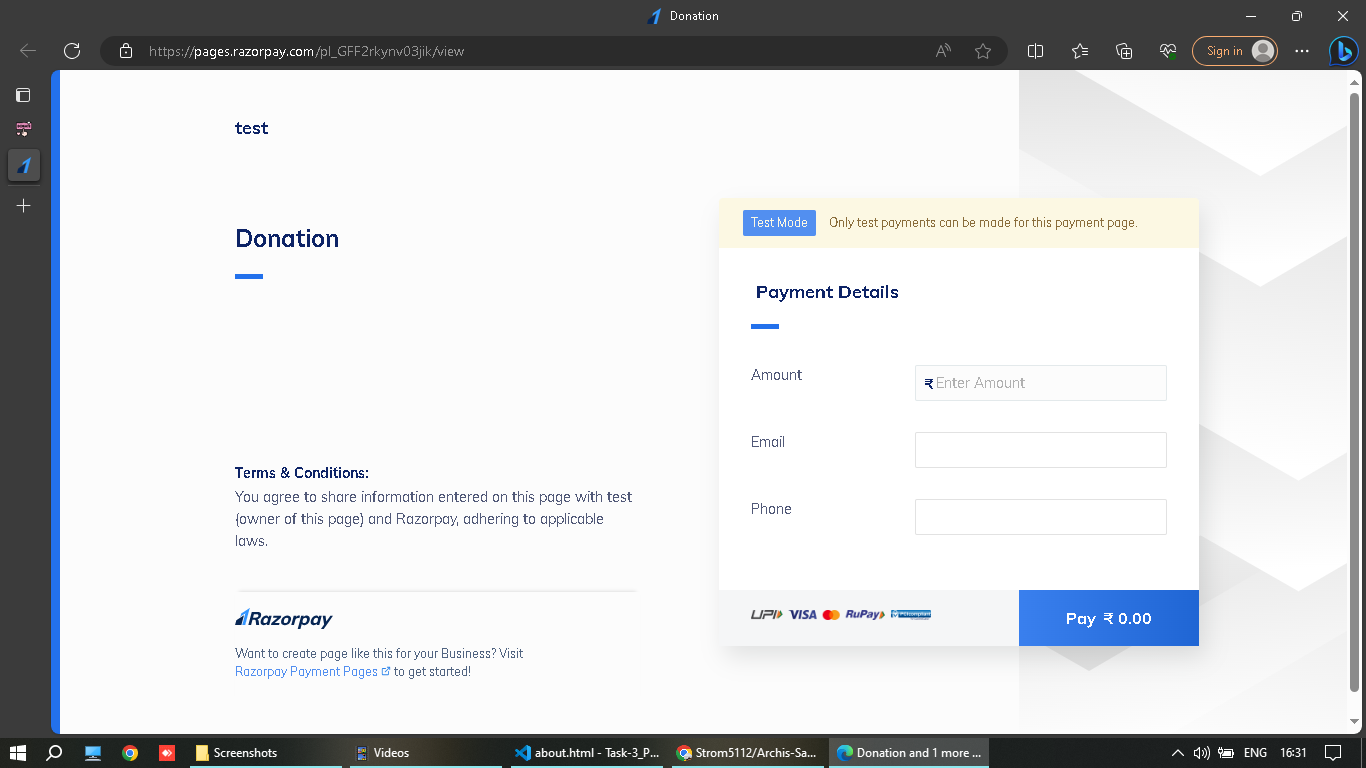 Donation
https://pages.razorpay.com/pl_GFF2rkynv03jik/view
Sign in
test
Donation
Test Mode Only test payments can be made for this payment page.
Payment Details
Amount
₹ Enter Amount
Email
Phone
Terms & Conditions:
You agree to share information entered on this page with test
(owner of this page) and Razorpay, adhering to applicable
laws.
Razorpay
Want to create page like this for your Business? Visit
Razorpay Payment Pages to get started!
UPI VISA RuPay
Pay ₹ 0.00
Screenshots
Videos
about.html - Task-3_P...
Strom5112/Archis-Sa...
Donation and 1 more ...
ENG
16:31